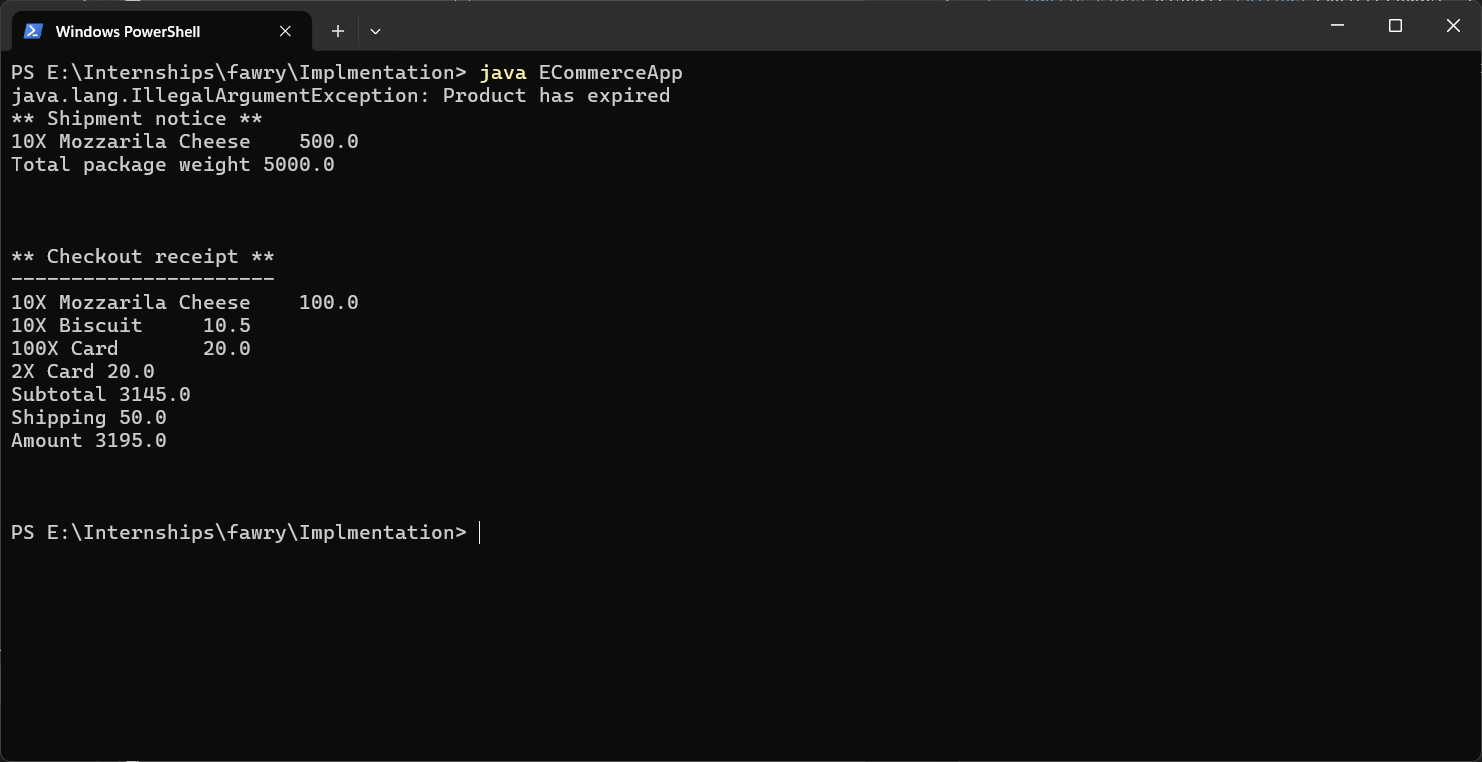 Windows PowerShell
PS E:\Internships\fawry\Implmentation> java ECommerceApp
java.lang.IllegalArgumentException: Product has expired
** Shipment notice **
10X Mozzarila Cheese    500.0
Total package weight 5000.0
** Checkout receipt **
----------------------
10X Mozzarila Cheese    100.0
10X Biscuit     10.5
100X Card       20.0
2X Card 20.0
Subtotal 3145.0
Shipping 50.0
Amount 3195.0
PS E:\Internships\fawry\Implmentation>